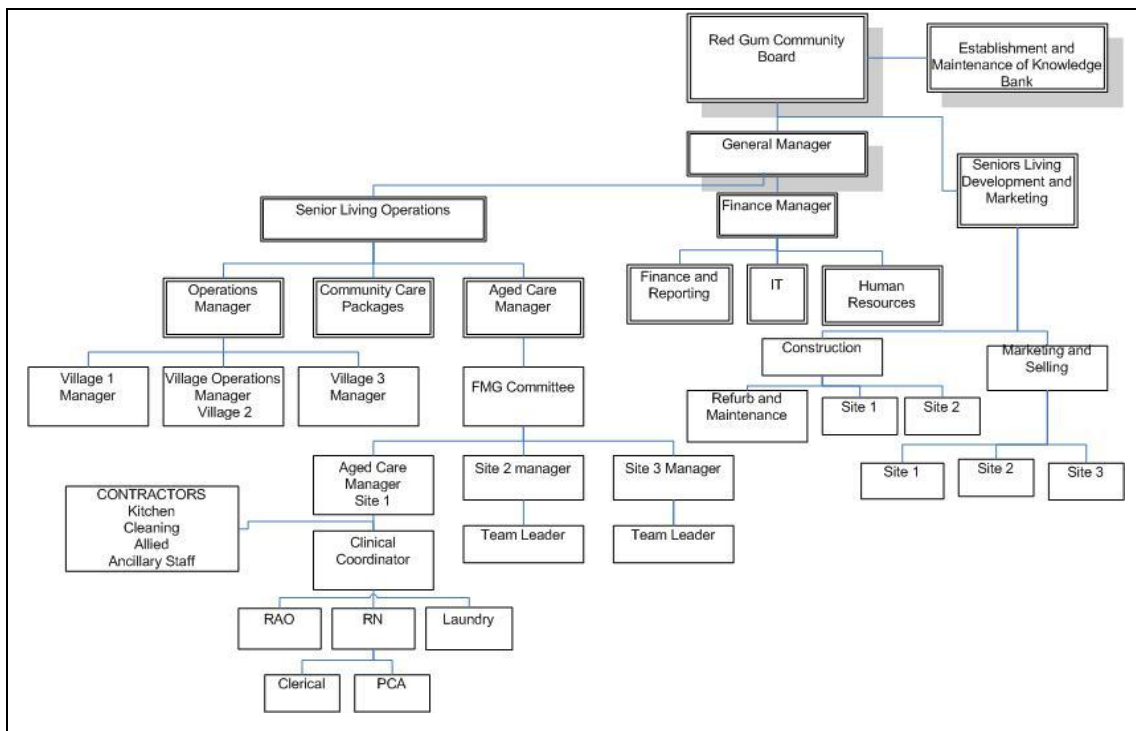 Red Gum Community
Board
Establishment and
Maintenance of Knowledge
Bank
General Manager
Seniors Living
Development and
Marketing
Senior Living Operations
Finance Manager
Operations
Manager
Community Care
Packages
Aged Care
Manager
Finance and
Reporting
IT
Human
Resources
Construction
Marketing and
Selling
Village 1
Manager
Village Operations
Manager
Village 2
Village 3
Manager
FMG Committee
Refurb and
Maintenance
Site 1
Site 2
Site 1
Site 2
Site 3
Aged Care
Manager
Site 1
Site 2 manager
Site 3 Manager
CONTRACTORS
Kitchen
Cleaning
Allied
Ancillary Staff
Clinical
Coordinator
Team Leader
Team Leader
RAO
RN
Laundry
Clerical
PCA